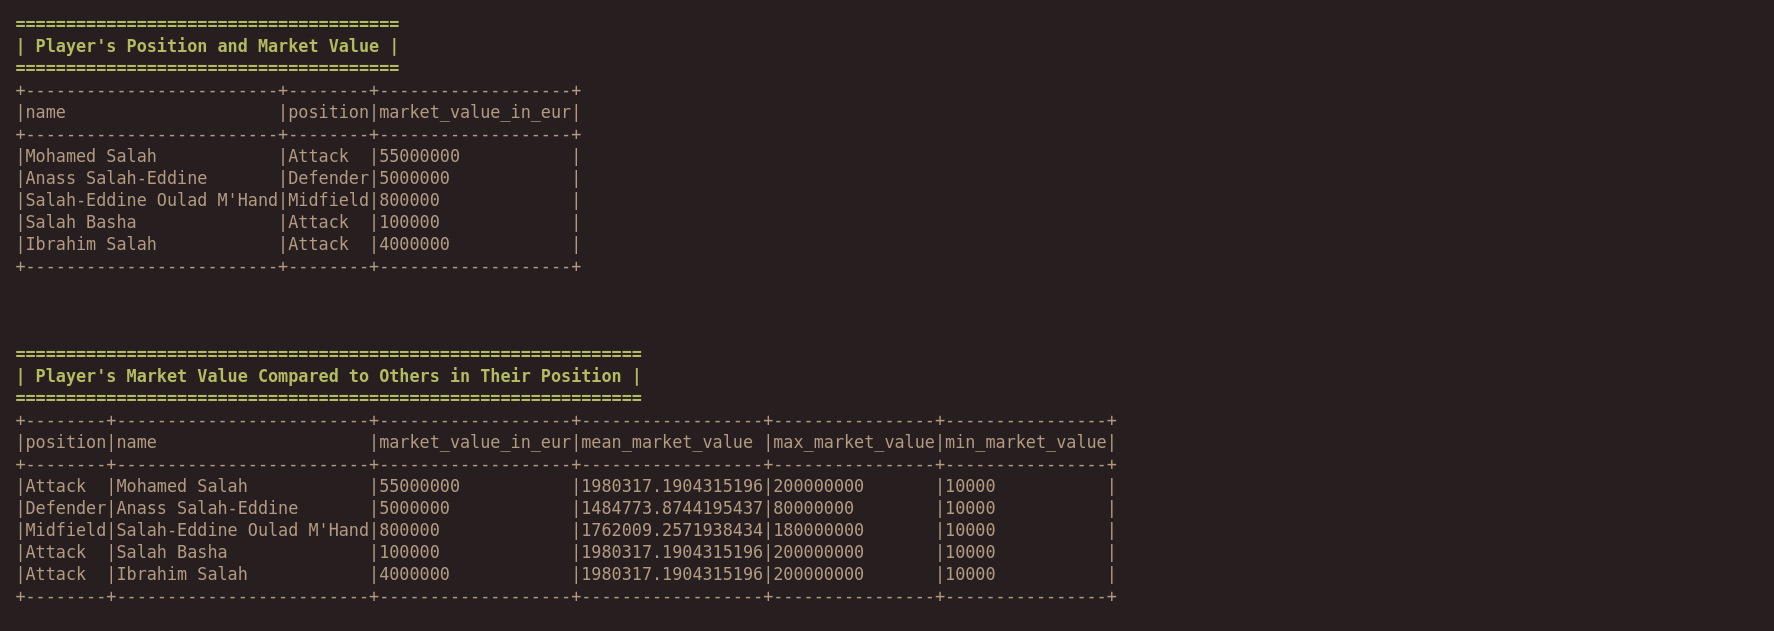 ======================================
| Player's Position and Market Value |
======================================
+-------------------------+--------+-------------------+
|name                     |position|market_value_in_eur|
+-------------------------+--------+-------------------+
|Mohamed Salah            |Attack  |55000000           |
|Anass Salah-Eddine       |Defender|5000000            |
|Salah-Eddine Oulad M'Hand|Midfield|800000             |
|Salah Basha              |Attack  |100000             |
|Ibrahim Salah            |Attack  |4000000            |
+-------------------------+--------+-------------------+
==============================================================
| Player's Market Value Compared to Others in Their Position |
==============================================================
+--------+-------------------------+-------------------+------------------+----------------+----------------+
|position|name                     |market_value_in_eur|mean_market_value |max_market_value|min_market_value|
+--------+-------------------------+-------------------+------------------+----------------+----------------+
|Attack  |Mohamed Salah            |55000000           |1980317.1904315196|200000000       |10000           |
|Defender|Anass Salah-Eddine       |5000000            |1484773.8744195437|80000000        |10000           |
|Midfield|Salah-Eddine Oulad M'Hand|800000             |1762009.2571938434|180000000       |10000           |
|Attack  |Salah Basha              |100000             |1980317.1904315196|200000000       |10000           |
|Attack  |Ibrahim Salah            |4000000            |1980317.1904315196|200000000       |10000           |
+--------+-------------------------+-------------------+------------------+----------------+----------------+